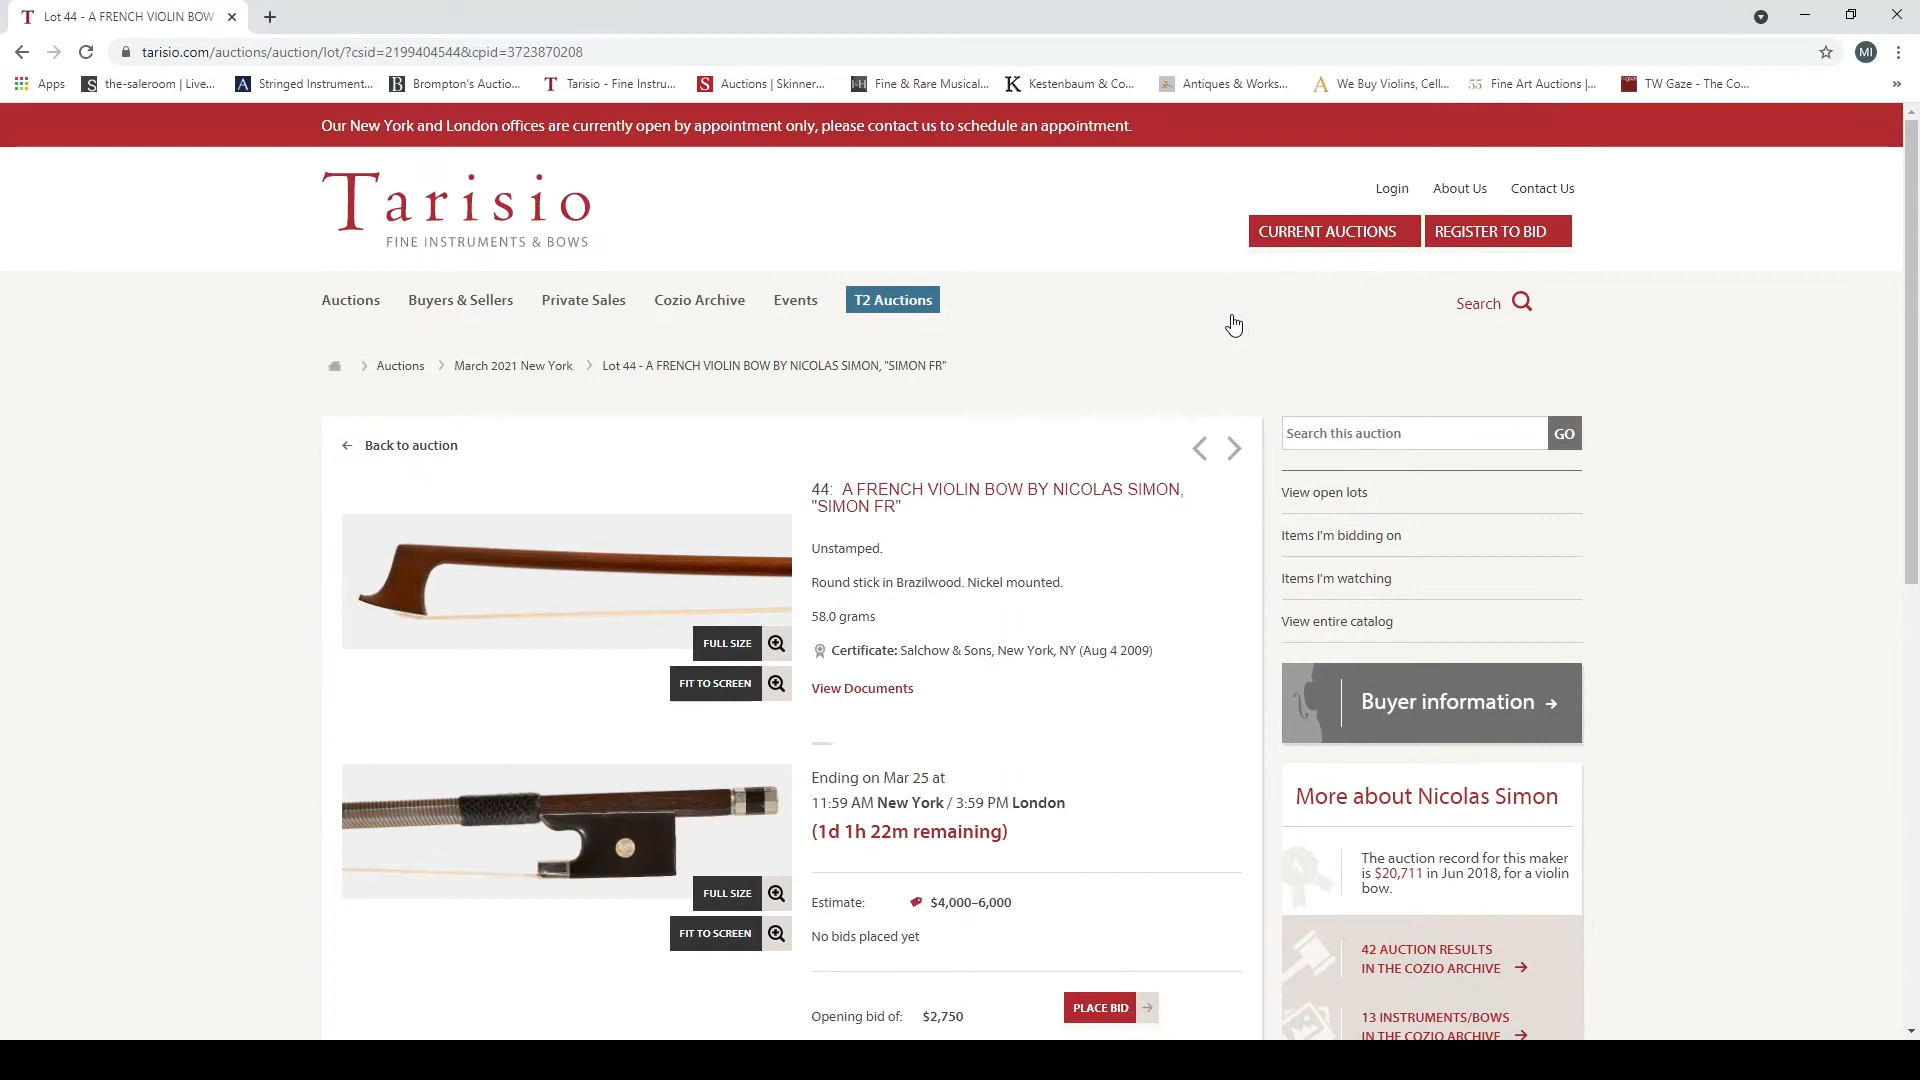 Lot 44 - A FRENCH VIOLIN BOW
tarisio.com/auctions/auction/lot/?csid=2199404544&cpid=3723870208
MI
Apps
the-saleroom | Live...
Stringed Instrument...
Brompton's Auctio...
Tarisio - Fine Instru...
Auctions | Skinner...
Fine & Rare Musical...
Kestenbaum & Co...
Antiques & Works...
We Buy Violins, Cell...
Fine Art Auctions |...
TW Gaze - The Co...
Our New York and London offices are currently open by appointment only, please contact us to schedule an appointment.
Tarisio
FINE INSTRUMENTS & BOWS
Login About Us Contact Us
CURRENT AUCTIONS REGISTER TO BID
Auctions Buyers & Sellers Private Sales Cozio Archive Events T2 Auctions
Search
Auctions March 2021 New York Lot 44 - A FRENCH VIOLIN BOW BY NICOLAS SIMON, "SIMON FR"
Back to auction
44: A FRENCH VIOLIN BOW BY NICOLAS SIMON,
"SIMON FR"
Unstamped.
Round stick in Brazilwood. Nickel mounted.
58.0 grams
Certificate: Salchow & Sons, New York, NY (Aug 4 2009)
View Documents
FULL SIZE
FIT TO SCREEN
Ending on Mar 25 at
11:59 AM New York / 3:59 PM London
(1d 1h 22m remaining)
FULL SIZE
FIT TO SCREEN
Estimate: $4,000–6,000
No bids placed yet
Opening bid of: $2,750
PLACE BID
Search this auction GO
View open lots
Items I'm bidding on
Items I'm watching
View entire catalog
Buyer information
More about Nicolas Simon
The auction record for this maker
is $20,711 in Jun 2018, for a violin
bow.
42 AUCTION RESULTS
IN THE COZIO ARCHIVE
13 INSTRUMENTS/BOWS
IN THE COZIO ARCHIVE